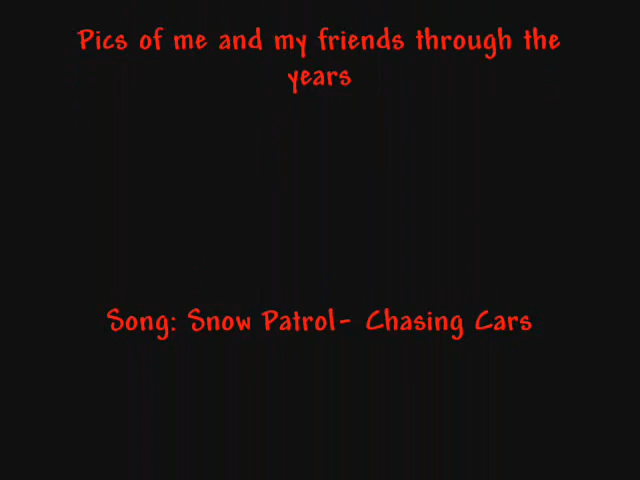 Pics of me and my friends through the
years
Song: Snow Patrol- Chasing Cars